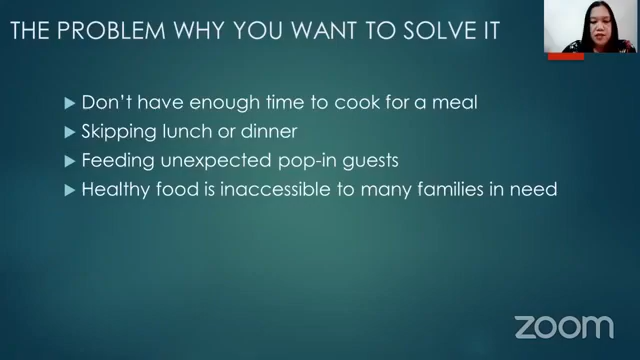 THE PROBLEM WHY YOU WANT TO SOLVE IT
Don't have enough time to cook for a meal
Skipping lunch or dinner
Feeding unexpected pop-in guests
Healthy food is inaccessible to many families in need
zoom